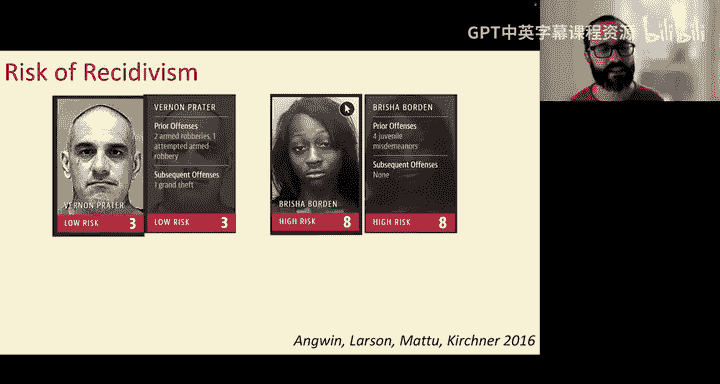 GPT中英字幕课程资源 bilibili
Risk of Recidivism
VERNON PRATER
LOW RISK 3
VERNON PRATER
Prior Offenses
2 armed robberies, 1
attempted armed
robbery
Subsequent Offenses
1 grand theft
LOW RISK 3
BRISHA BORDEN
HIGH RISK 8
BRISHA BORDEN
Prior Offenses
4 juvenile
misdemeanors
Subsequent Offenses
None
HIGH RISK 8
Angwin, Larson, Mattu, Kirchner 2016